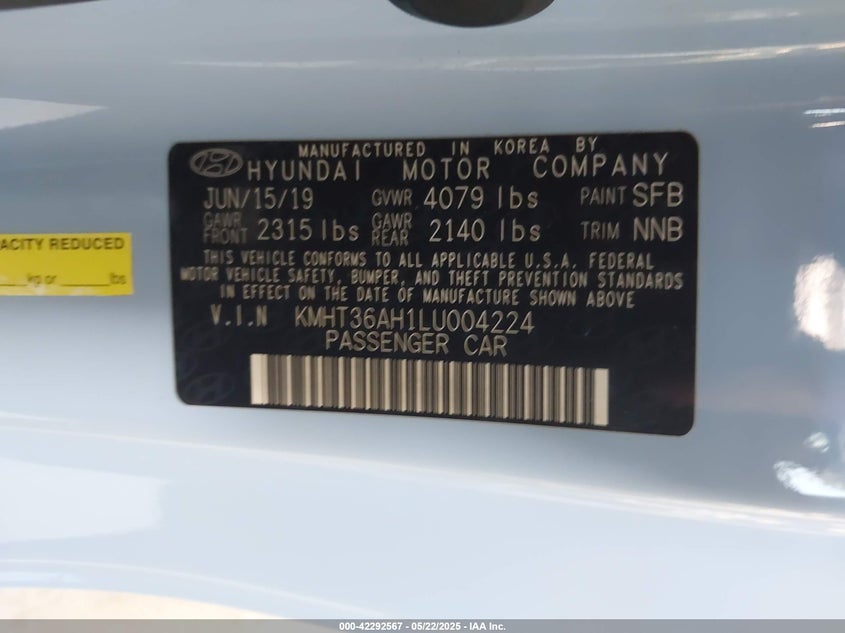 MANUFACTURED IN KOREA BY
HYUNDAI MOTOR COMPANY
JUN/15/19 GVWR 4079 lbs PAINT SFB
GAWR FRONT 2315 lbs GAWR REAR 2140 lbs TRIM NNB
THIS VEHICLE CONFORMS TO ALL APPLICABLE U.S.A. FEDERAL
MOTOR VEHICLE SAFETY, BUMPER, AND THEFT PREVENTION STANDARDS
IN EFFECT ON THE DATE OF MANUFACTURE SHOWN ABOVE
V.I.N KMHT36AH1LU004224
PASSENGER CAR
ACITY REDUCED
kg or lbs
000-42292567 - 05/22/2025 - IAA Inc.